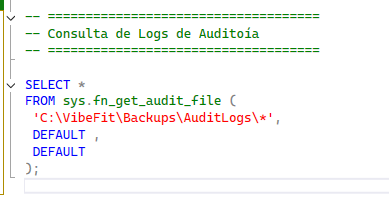 -- ===================================
-- Consulta de Logs de Auditoía
-- ===================================
SELECT *
FROM sys.fn_get_audit_file (
'C:\VibeFit\Backups\AuditLogs\*',
DEFAULT ,
DEFAULT
);